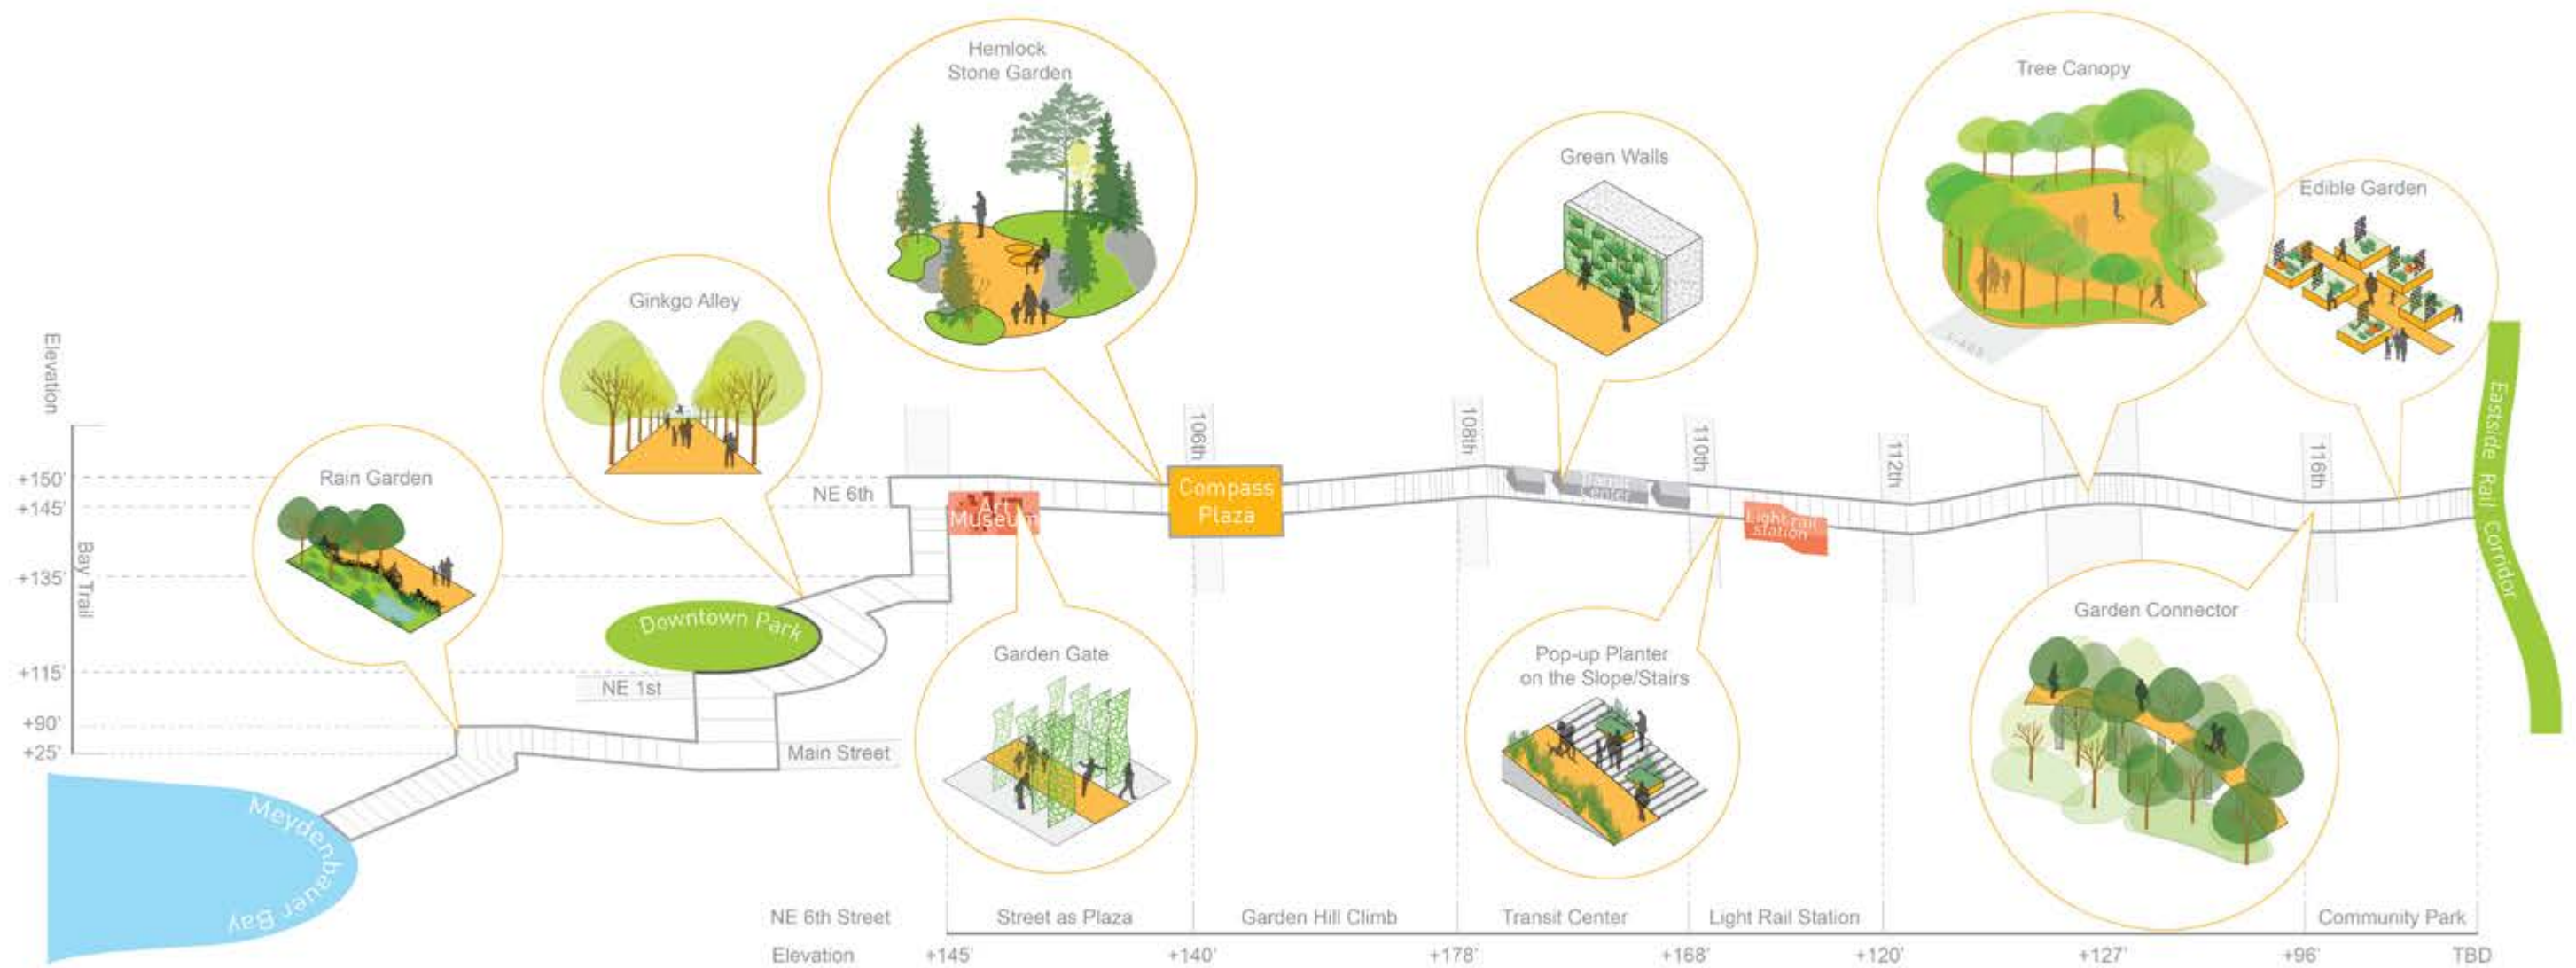 Hemlock
Stone Garden
Tree Canopy
Green Walls
Edible Garden
Ginkgo Alley
Rain Garden
Elevation
Bay Trail
+150'
+145'
+135'
+115'
+90'
+25'
NE 6th
Art
Museum
Compass
Plaza
106th
108th
Center
110th
Light rail
station
112th
I-405
116th
Eastside Rail Corridor
Downtown Park
NE 1st
Main Street
Meydenbauer Bay
Garden Gate
Pop-up Planter
on the Slope/Stairs
Garden Connector
NE 6th Street
Street as Plaza
Garden Hill Climb
Transit Center
Light Rail Station
Community Park
Elevation
+145'
+140'
+178'
+168'
+120'
+127'
+96'
TBD